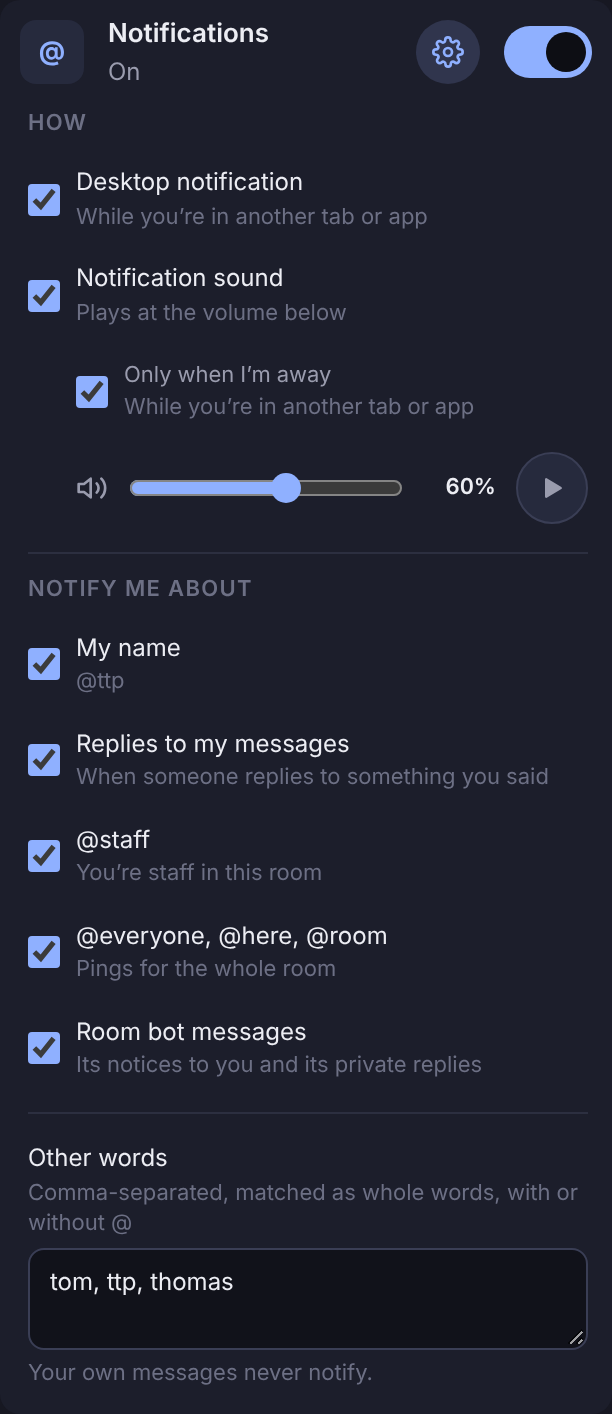 @
Notifications
On
HOW
Desktop notification
While you’re in another tab or app
Notification sound
Plays at the volume below
Only when I’m away
While you’re in another tab or app
60%
NOTIFY ME ABOUT
My name
@ttp
Replies to my messages
When someone replies to something you said
@staff
You’re staff in this room
@everyone, @here, @room
Pings for the whole room
Room bot messages
Its notices to you and its private replies
Other words
Comma-separated, matched as whole words, with or
without @
tom, ttp, thomas
Your own messages never notify.